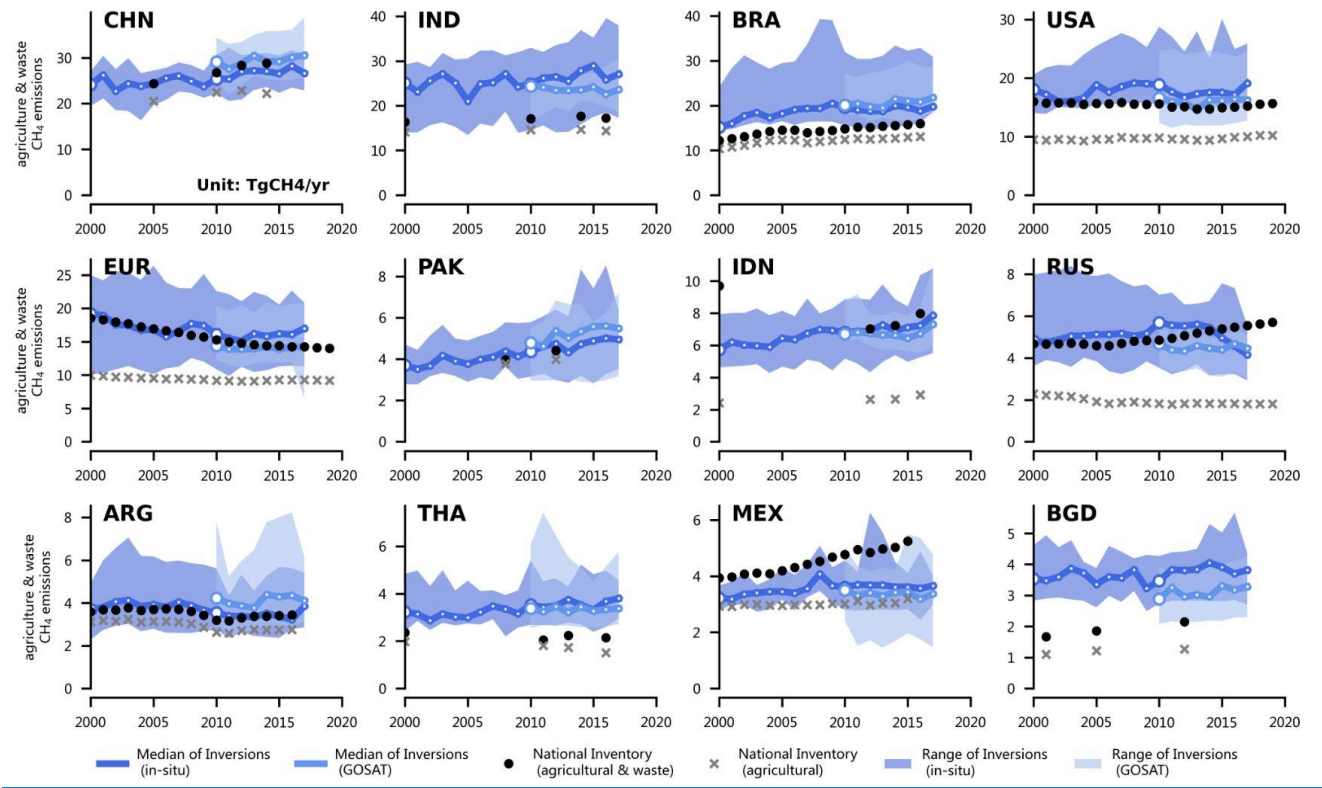 CHN IND BRA USA
agriculture & waste
CH₄ emissions
30 20 10 0
40 30 20 10 0
40 30 20 10 0
30 20 10 0
Unit: TgCH4/yr
2000 2005 2010 2015 2020 2000 2005 2010 2015 2020 2000 2005 2010 2015 2020 2000 2005 2010 2015 2020
EUR PAK IDN RUS
agriculture & waste
CH₄ emissions
25 20 15 10 5 0
8 6 4 2 0
10 8 6 4 2 0
8 6 4 2 0
2000 2005 2010 2015 2020 2000 2005 2010 2015 2020 2000 2005 2010 2015 2020 2000 2005 2010 2015 2020
ARG THA MEX BGD
agriculture & waste
CH₄ emissions
8 6 4 2 0
6 4 2 0
6 4 2 0
5 4 3 2 1 0
2000 2005 2010 2015 2020 2000 2005 2010 2015 2020 2000 2005 2010 2015 2020 2000 2005 2010 2015 2020
Median of Inversions
(in-situ)
Median of Inversions
(GOSAT)
National Inventory
(agricultural & waste)
National Inventory
(agricultural)
Range of Inversions
(in-situ)
Range of Inversions
(GOSAT)